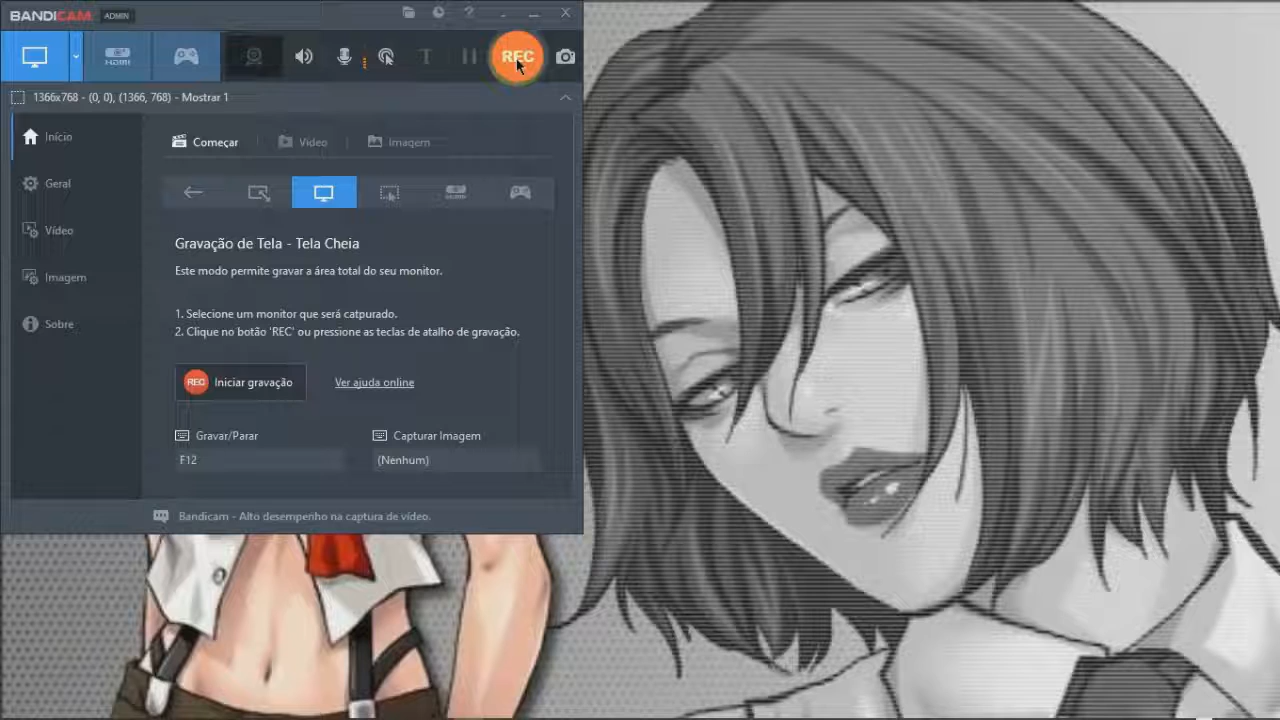 BANDICAM ADMIN
HDMI
T
REC
1366x768 - (0, 0), (1366, 768) - Mostrar 1
Início
Começar
Vídeo
Imagem
Geral
Vídeo
Imagem
Sobre
Gravação de Tela - Tela Cheia
Este modo permite gravar a área total do seu monitor.
1. Selecione um monitor que será catpurado.
2. Clique no botão 'REC' ou pressione as teclas de atalho de gravação.
REC Iniciar gravação
Ver ajuda online
Gravar/Parar
Capturar Imagem
F12
(Nenhum)
Bandicam - Alto desempenho na captura de vídeo.